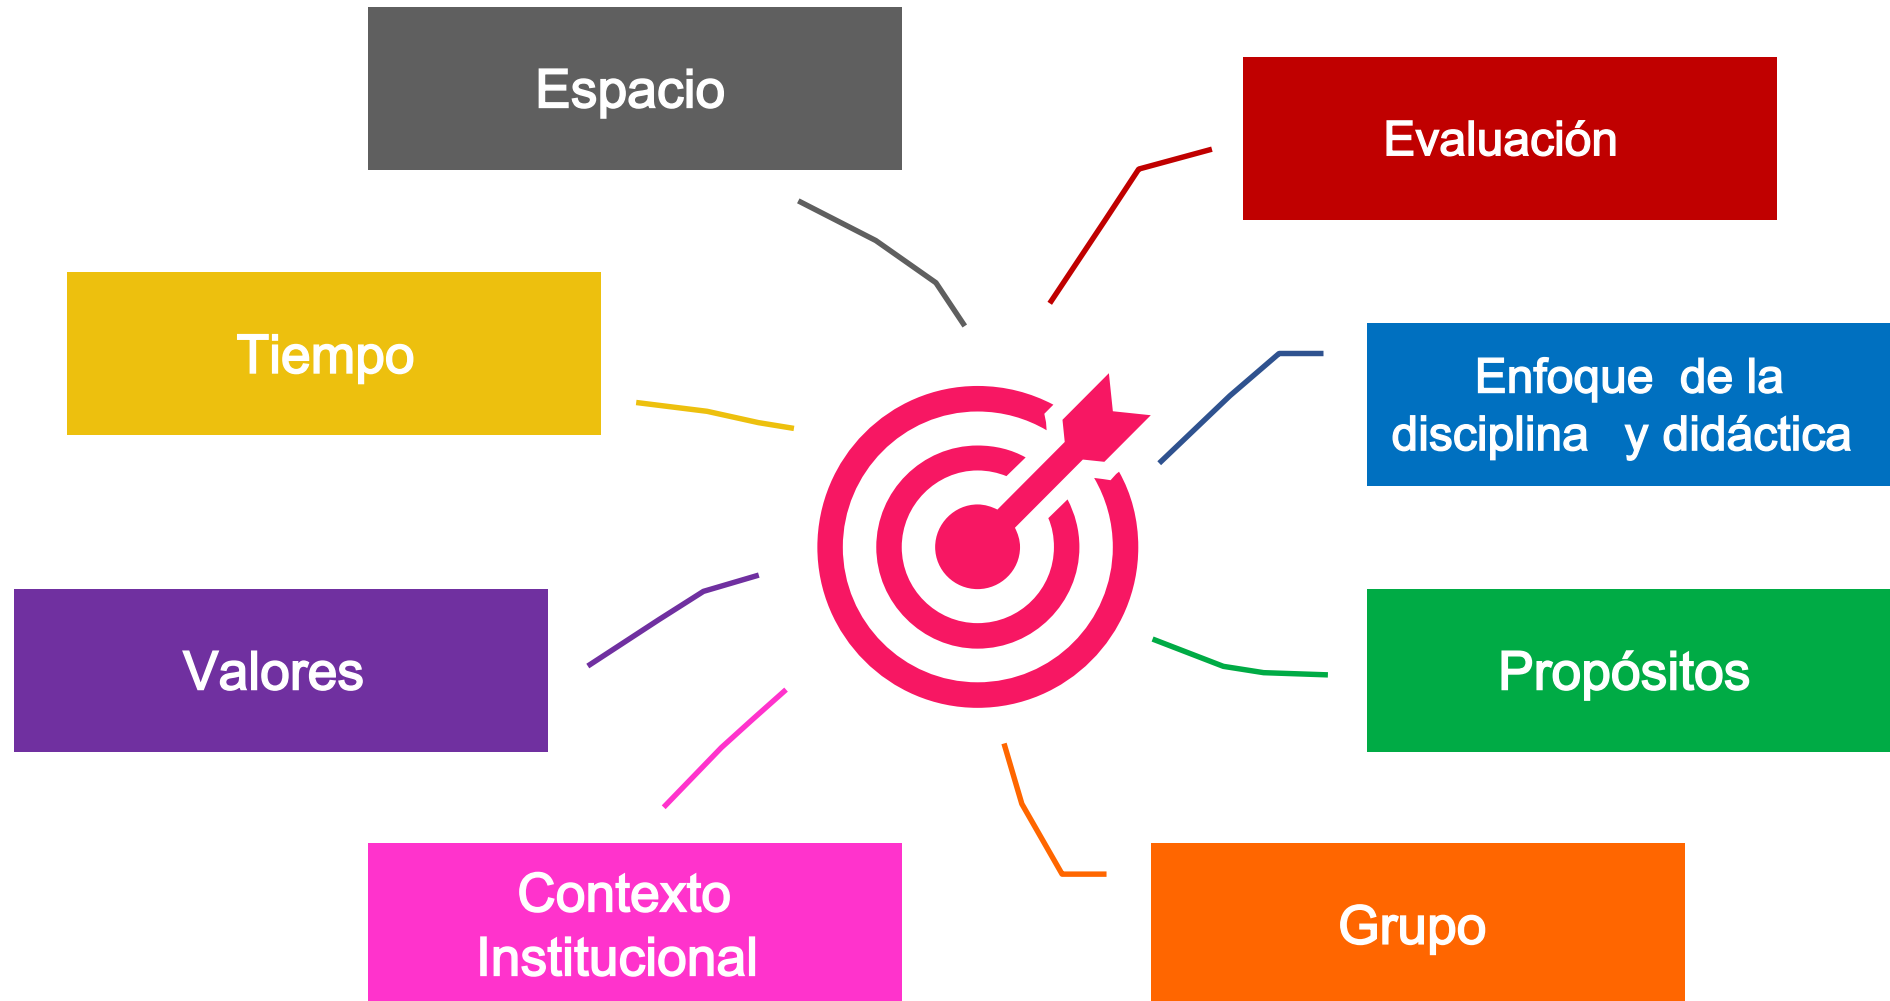 Espacio
Evaluación
Tiempo
Enfoque de la
disciplina y didáctica
Valores
Propósitos
Contexto
Institucional
Grupo